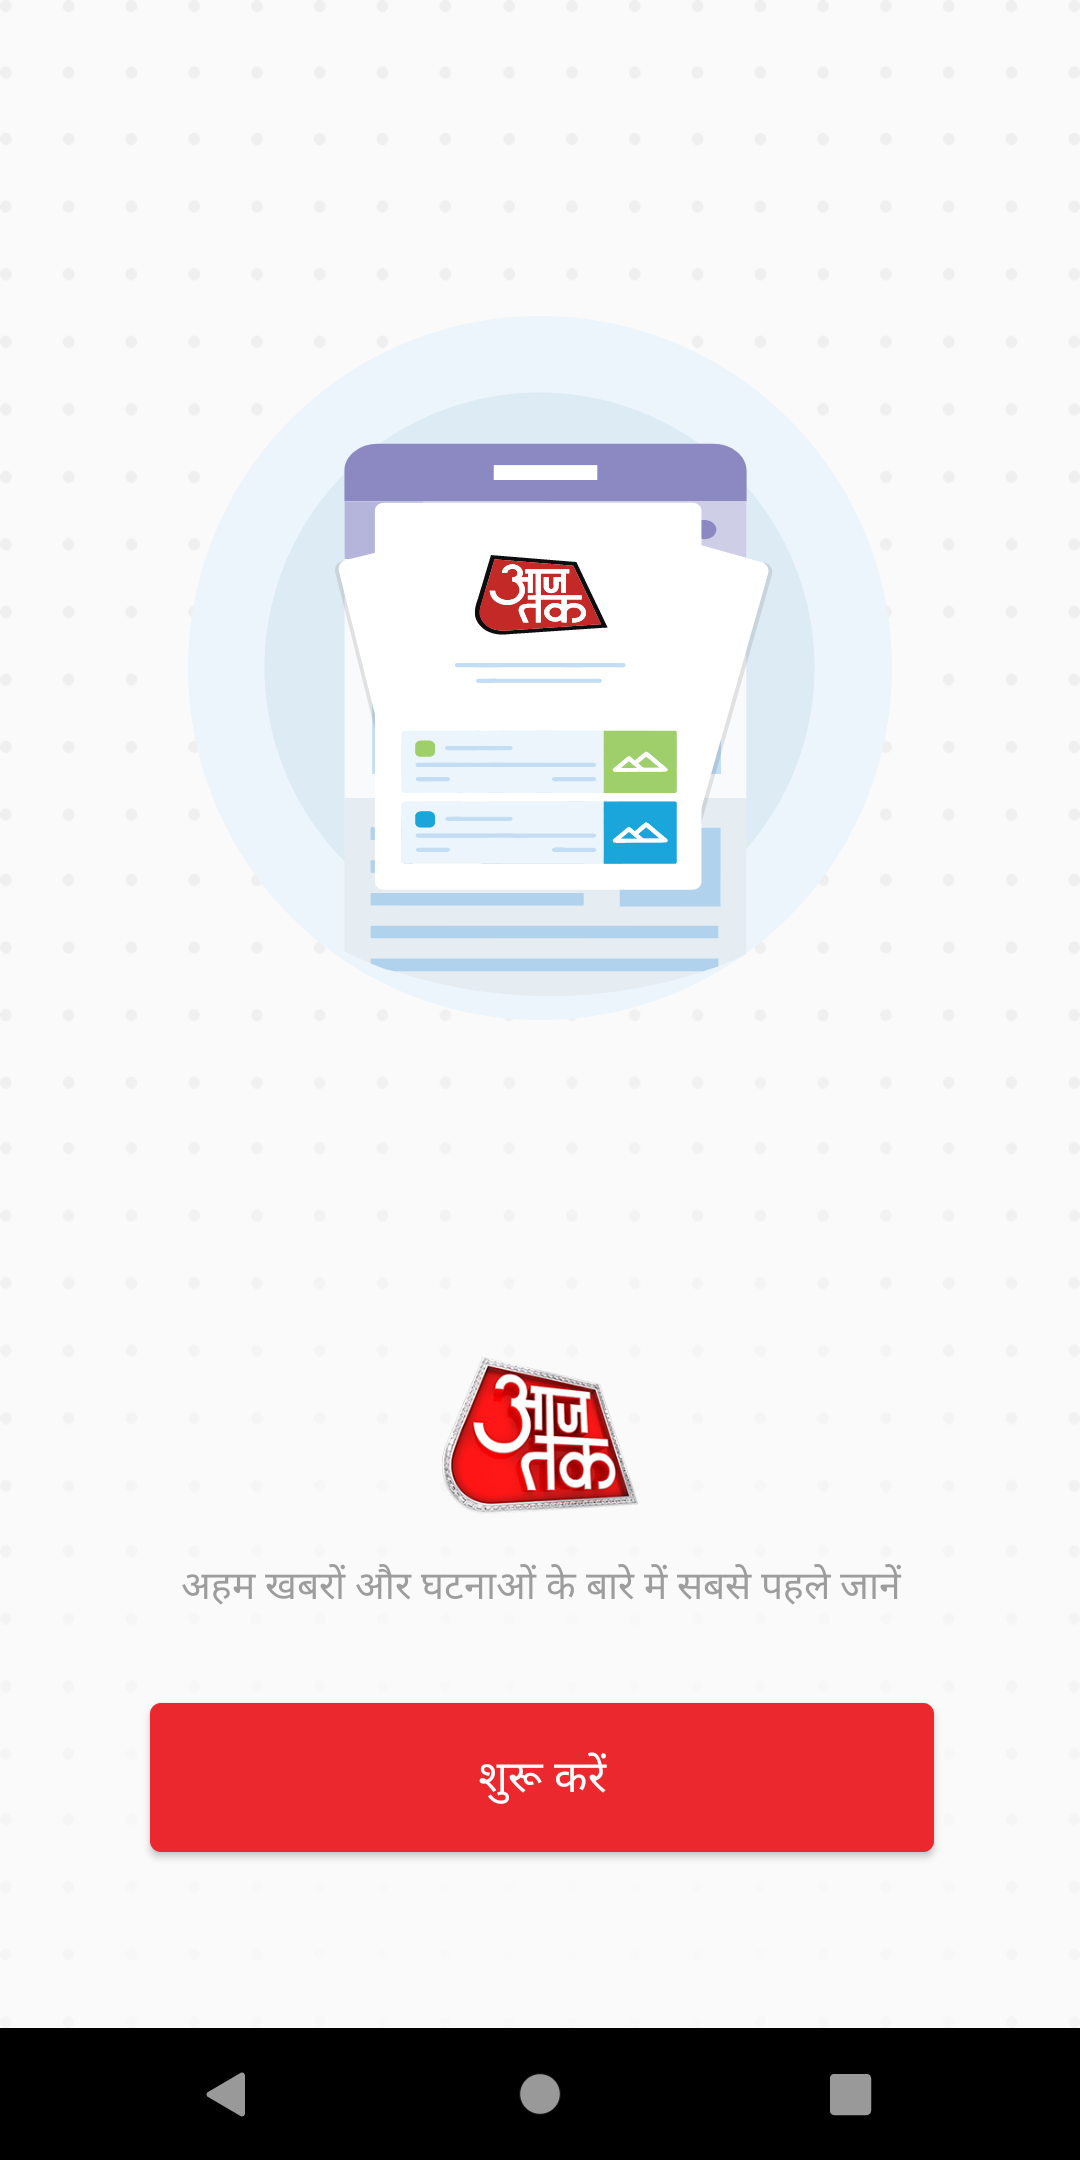 आज
तक
आज
तक
अहम खबरों और घटनाओं के बारे में सबसे पहले जानें
शुरू करें